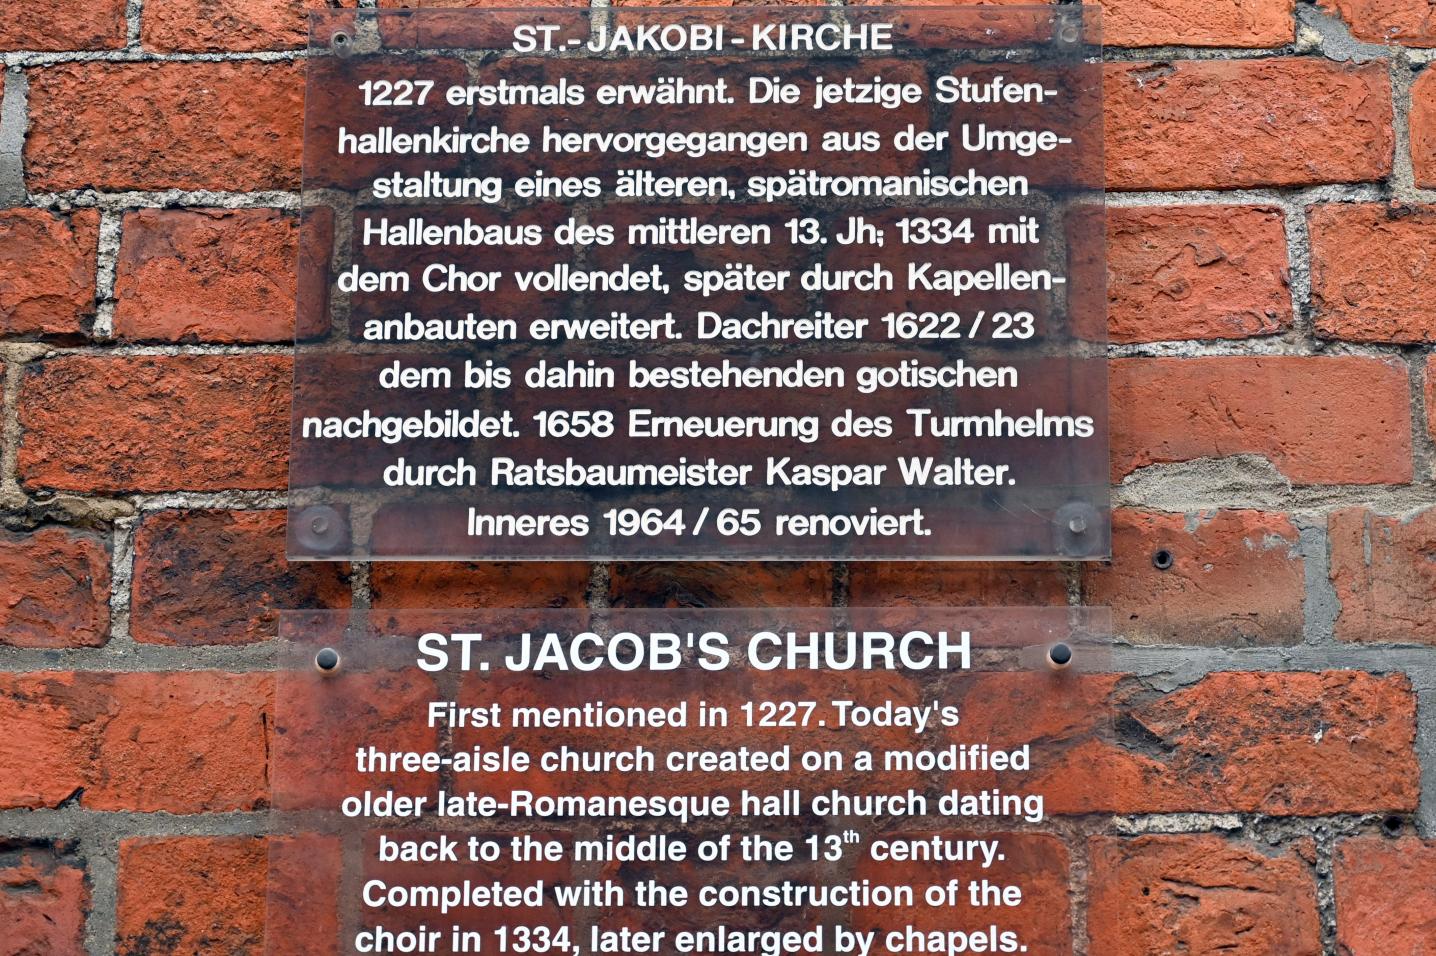 ST.-JAKOBI-KIRCHE
1227 erstmals erwähnt. Die jetzige Stufen-
hallenkirche hervorgegangen aus der Umge-
staltung eines älteren, spätromanischen
Hallenbaus des mittleren 13. Jh; 1334 mit
dem Chor vollendet, später durch Kapellen-
anbauten erweitert. Dachreiter 1622/23
dem bis dahin bestehenden gotischen
nachgebildet. 1658 Erneuerung des Turmhelms
durch Ratsbaumeister Kaspar Walter.
Inneres 1964/65 renoviert.
ST. JACOB'S CHURCH
First mentioned in 1227. Today's
three-aisle church created on a modified
older late-Romanesque hall church dating
back to the middle of the 13th century.
Completed with the construction of the
choir in 1334, later enlarged by chapels.